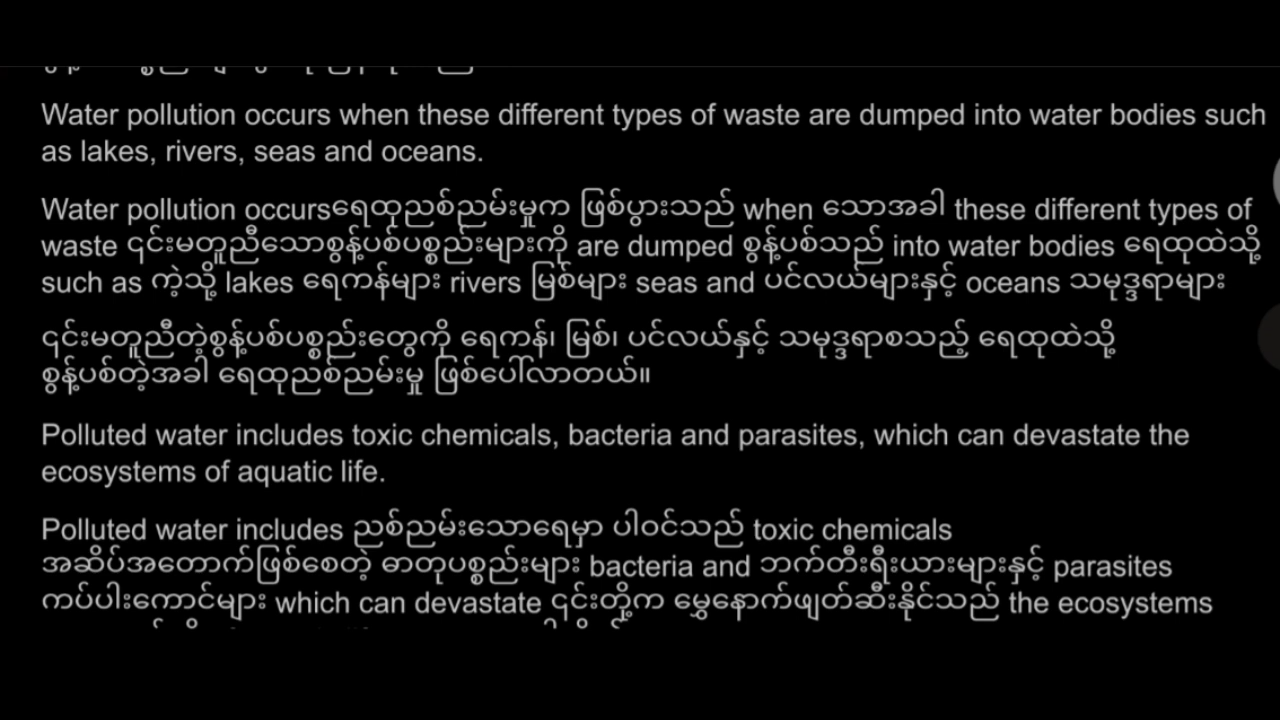 Water pollution occurs when these different types of waste are dumped into water bodies such
as lakes, rivers, seas and oceans.
Water pollution occursရေထုညစ်ညမ်းမှုက ဖြစ်ပွားသည် when သောအခါ these different types of
waste ၎င်းမတူညီသောစွန့်ပစ်ပစ္စည်းများကို are dumped စွန့်ပစ်သည် into water bodies ရေထုထဲသို့
such as ကဲ့သို့ lakes ရေကန်များ rivers မြစ်များ seas and ပင်လယ်များနှင့် oceans သမုဒ္ဒရာများ
၎င်းမတူညီတဲ့စွန့်ပစ်ပစ္စည်းတွေကို ရေကန်၊ မြစ်၊ ပင်လယ်နှင့် သမုဒ္ဒရာစသည့် ရေထုထဲသို့
စွန့်ပစ်တဲ့အခါ ရေထုညစ်ညမ်းမှု ဖြစ်ပေါ်လာတယ်။
Polluted water includes toxic chemicals, bacteria and parasites, which can devastate the
ecosystems of aquatic life.
Polluted water includes ညစ်ညမ်းသောရေမှာ ပါဝင်သည် toxic chemicals
အဆိပ်အတောက်ဖြစ်စေတဲ့ ဓာတုပစ္စည်းများ bacteria and ဘက်တီးရီးယားများနှင့် parasites
ကပ်ပါးကောင်များ which can devastate ၎င်းတို့က မွှေနောက်ဖျတ်ဆီးနိုင်သည် the ecosystems